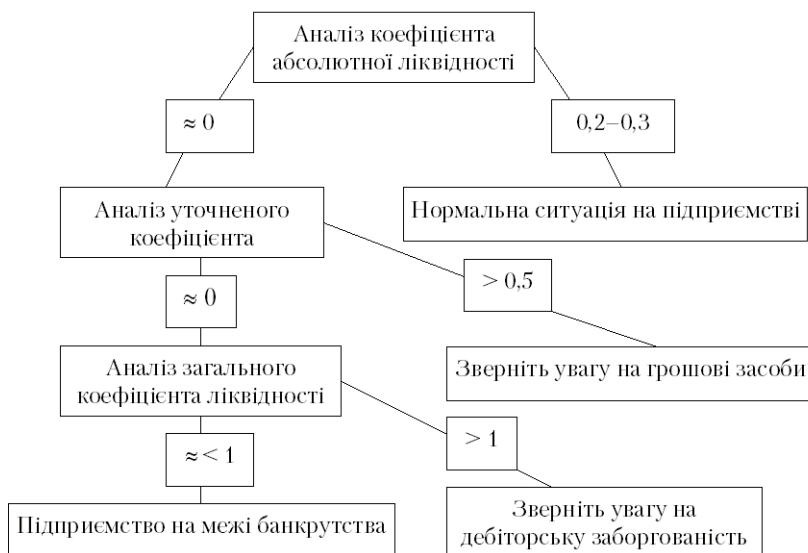 Аналіз коефіцієнта
абсолютної ліквідності
≈ 0
0,2–0,3
Аналіз уточненого
коефіцієнта
Нормальна ситуація на підприємстві
≈ 0
> 0,5
Аналіз загального
коефіцієнта ліквідності
Зверніть увагу на грошові засоби
≈ < 1
> 1
Підприємство на межі банкрутства
Зверніть увагу на
дебіторську заборгованість